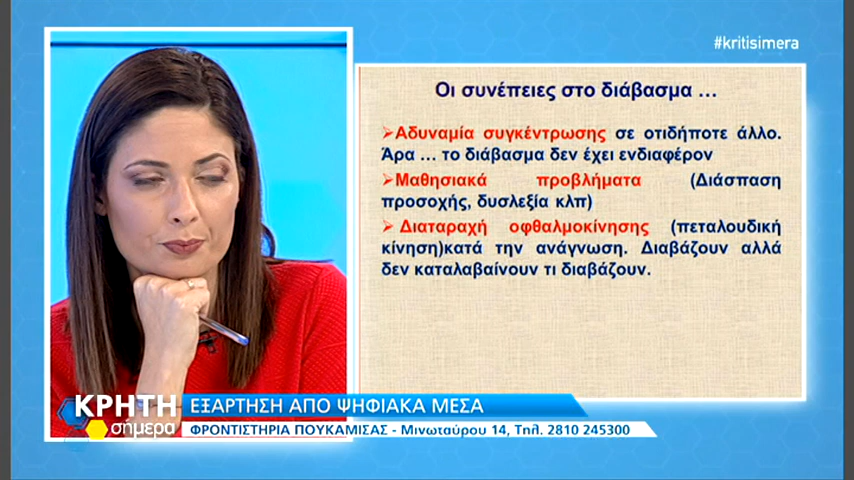 #kritisimera
Οι συνέπειες στο διάβασμα ...
➢Αδυναμία συγκέντρωσης σε οτιδήποτε άλλο.
Άρα ... το διάβασμα δεν έχει ενδιαφέρον
➢Μαθησιακά προβλήματα (Διάσπαση
προσοχής, δυσλεξία κλπ)
➢ Διαταραχή οφθαλμοκίνησης (πεταλουδική
κίνηση)κατά την ανάγνωση. Διαβάζουν αλλά
δεν καταλαβαίνουν τι διαβάζουν.
ΚΡΗΤΗ
σήμερα
ΕΞΑΡΤΗΣΗ ΑΠΟ ΨΗΦΙΑΚΑ ΜΕΣΑ
ΦΡΟΝΤΙΣΤΗΡΙΑ ΠΟΥΚΑΜΙΣΑΣ - Μινωταύρου 14, Τηλ. 2810 245300